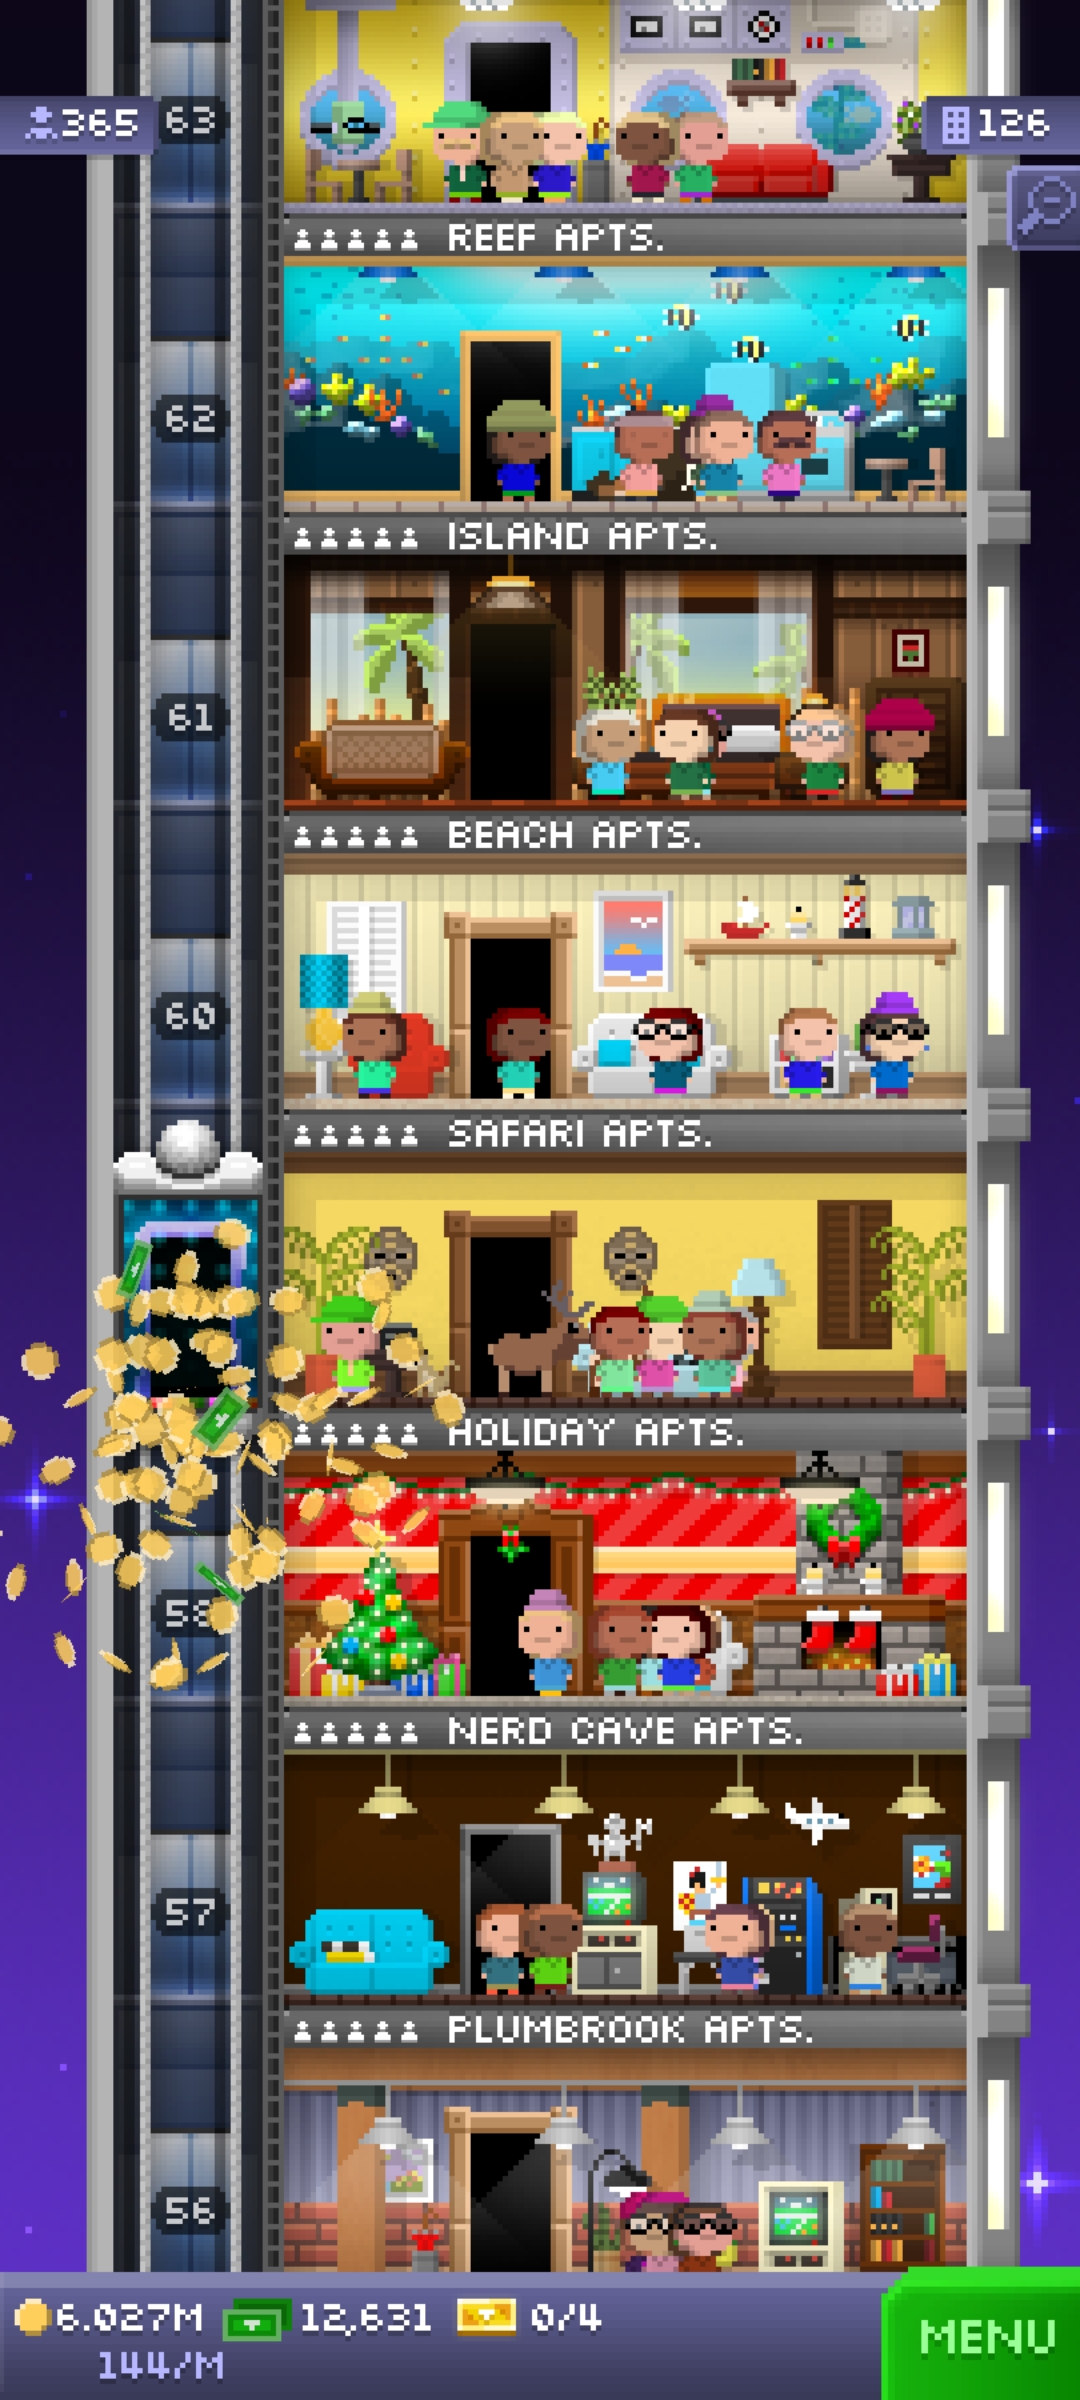 365
63
126
REEF APTS.
62
ISLAND APTS.
61
BEACH APTS.
60
SAFARI APTS.
HOLIDAY APTS.
58
NERD CAVE APTS.
57
PLUMBROOK APTS.
56
6.027M 12,631 0/4
144/M
MENU